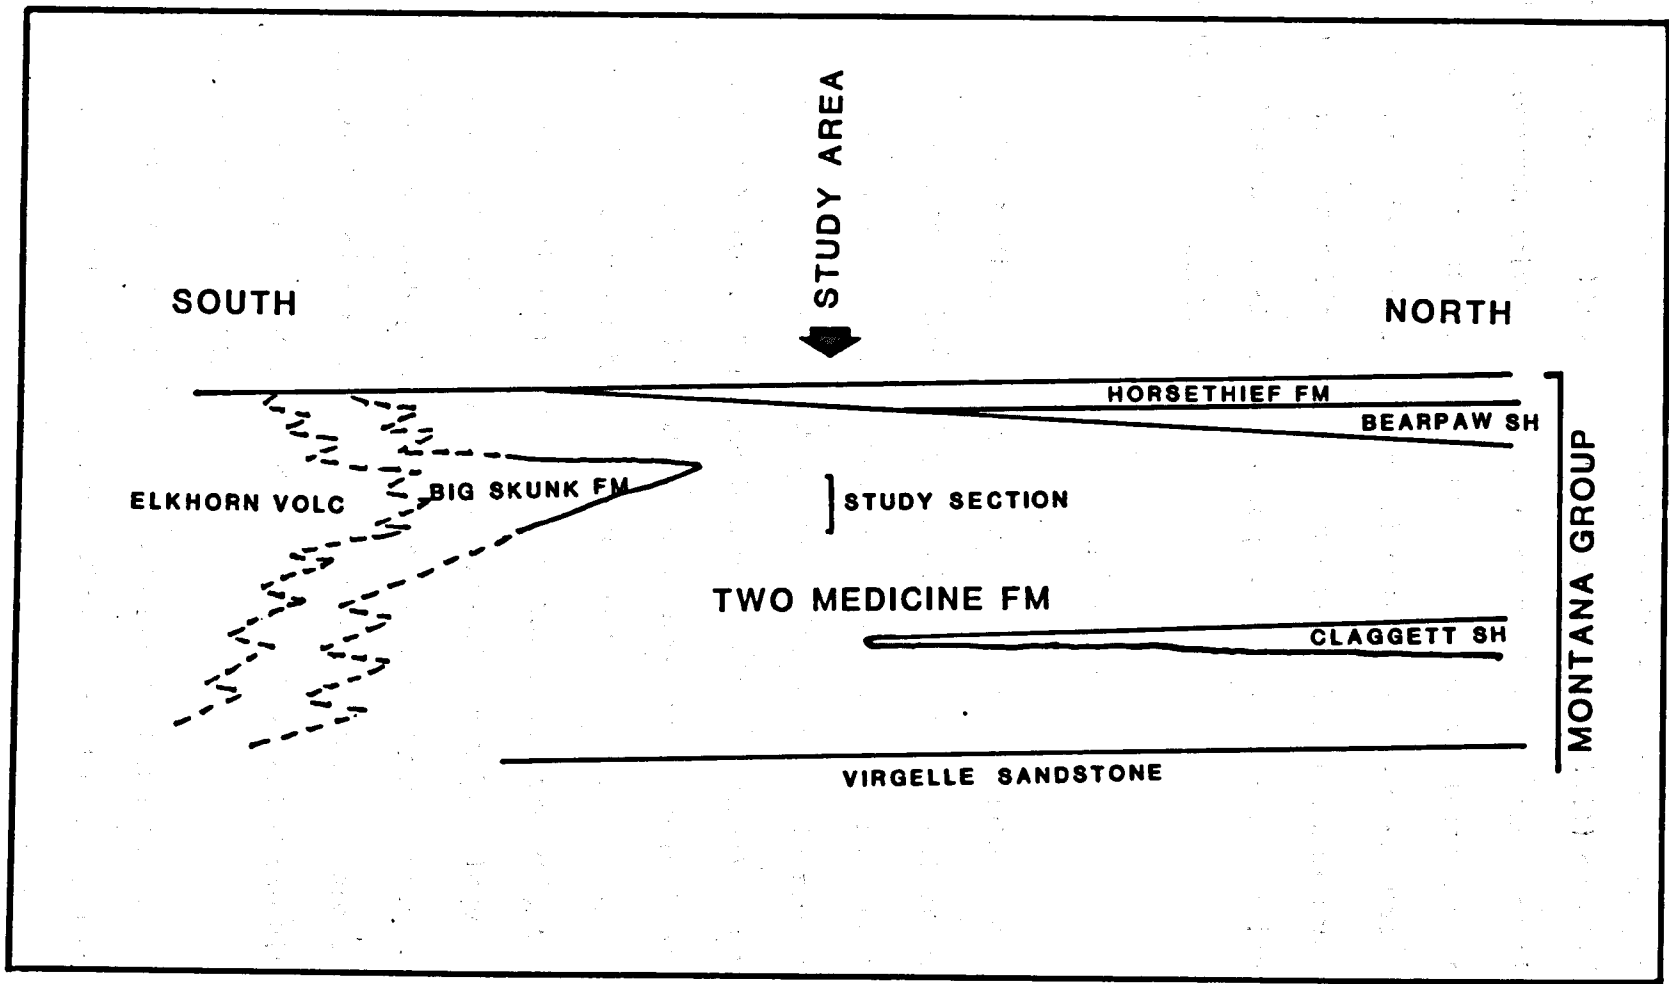 STUDY AREA
SOUTH
NORTH
HORSETHIEF FM
BEARPAW SH
ELKHORN VOLC
BIG SKUNK FM
STUDY SECTION
TWO MEDICINE FM
CLAGGETT SH
MONTANA GROUP
VIRGELLE SANDSTONE